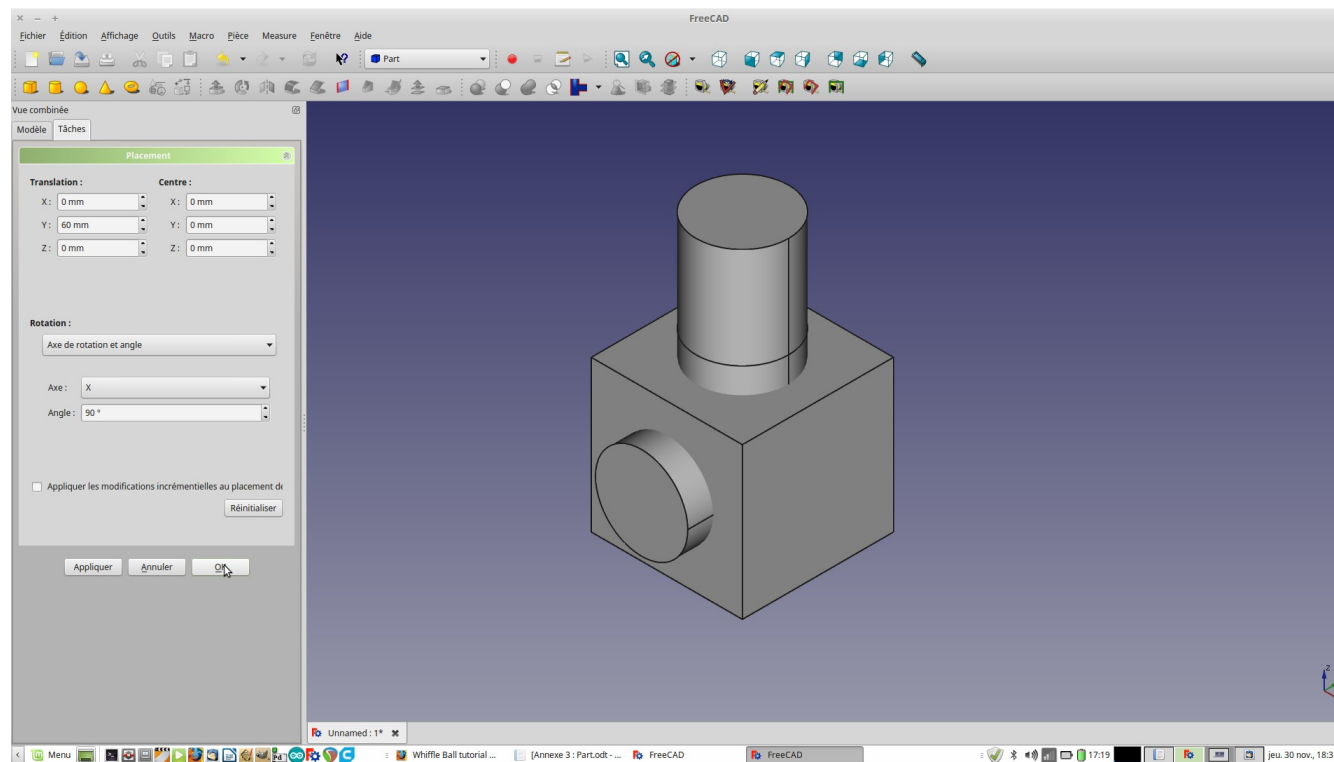 FreeCAD
Fichier Édition Affichage Outils Macro Pièce Measure Fenêtre Aide
Part
Vue combinée
Modèle Tâches
Placement
Translation : Centre :
X : 0 mm X : 0 mm
Y : 60 mm Y : 0 mm
Z : 0 mm Z : 0 mm
Rotation :
Axe de rotation et angle
Axe : X
Angle : 90 °
Appliquer les modifications incrémentielles au placement de
Réinitialiser
Appliquer Annuler OK
Z
Unnamed : 1*
Menu Whiffle Ball tutorial ... [Annexe 3 : Part.odt - ... FreeCAD FreeCAD 17:19 jeu. 30 nov., 18:3